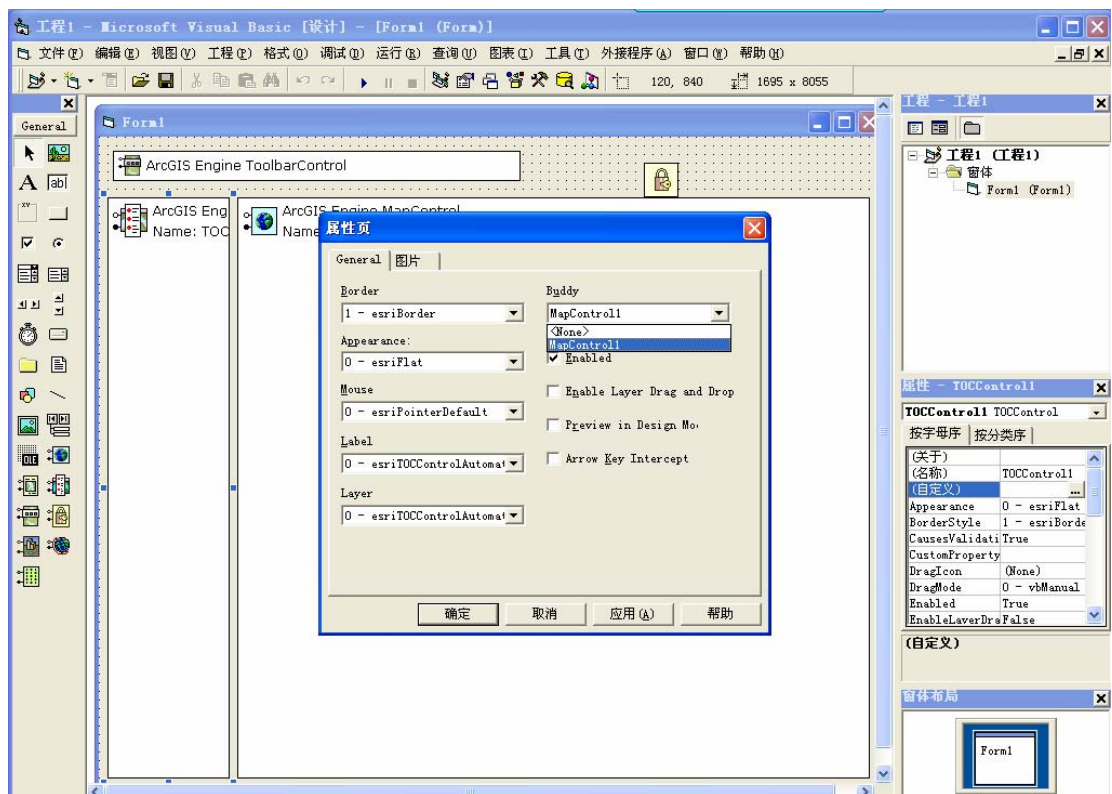 工程1 - Microsoft Visual Basic [设计] - [Form1 (Form)]
文件(F) 编辑(E) 视图(V) 工程(P) 格式(O) 调试(D) 运行(R) 查询(U) 图表(I) 工具(T) 外接程序(A) 窗口(W) 帮助(H)
120, 840 1695 x 8055
General
Form1
ArcGIS Engine ToolbarControl
ArcGIS Eng
Name: TOC
ArcGIS Engine MapControl
Name
属性页
General 图片
Border
1 - esriBorder
Appearance:
0 - esriFlat
Mouse
0 - esriPointerDefault
Label
0 - esriTOCControlAutomat
Layer
0 - esriTOCControlAutomat
Buddy
MapControl1
<None>
MapControl1
Enabled
Enable Layer Drag and Drop
Preview in Design Mo
Arrow Key Intercept
确定 取消 应用(A) 帮助
工程 - 工程1
工程1 (工程1)
窗体
Form1 (Form1)
属性 - TOCControl1
TOCControl1 TOCControl
按字母序 按分类序
(关于)
(名称) TOCControl1
(自定义) ...
Appearance 0 - esriFlat
BorderStyle 1 - esriBorde
CausesValidati True
CustomProperty
DragIcon (None)
DragMode 0 - vbManual
Enabled True
EnableLayerDra False
(自定义)
窗体布局
Form1